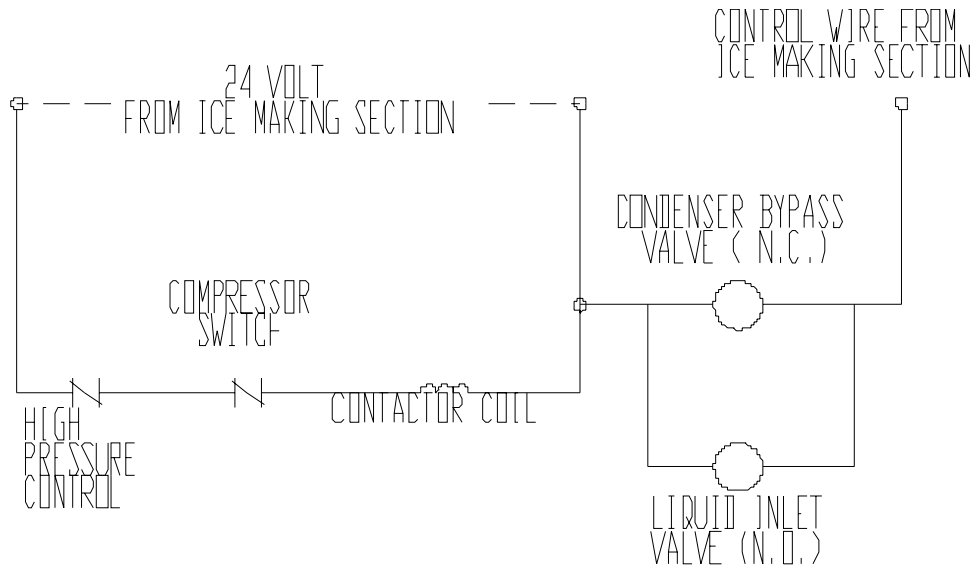 CONTROL WIRE FROM
ICE MAKING SECTION
24 VOLT
FROM ICE MAKING SECTION
CONDENSER BYPASS
VALVE ( N.C.)
COMPRESSOR
SWITCH
CONTACTOR COIL
HIGH
PRESSURE
CONTROL
LIQUID INLET
VALVE (N.O.)